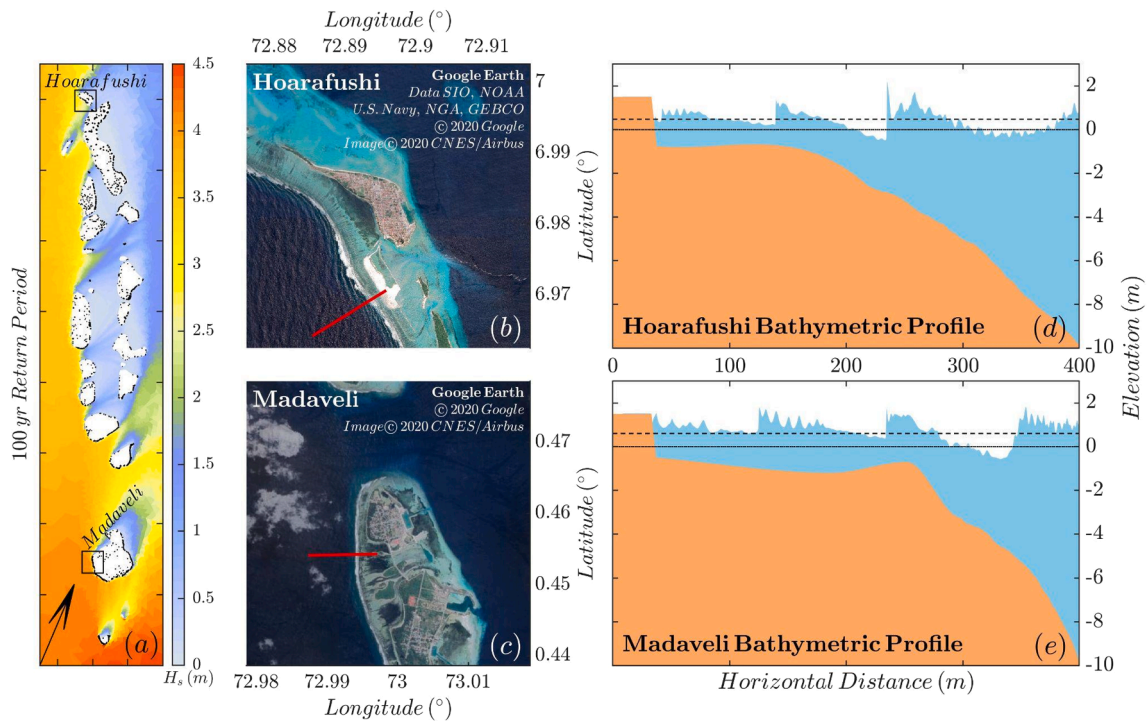 Longitude (°)
72.88 72.89 72.9 72.91
Hoarafushi
4.5
4
3.5
3
2.5
2
1.5
1
0.5
0
H_s (m)
100 yr Return Period
Madaveli
(a)
Hoarafushi
Google Earth
Data SIO, NOAA
U.S. Navy, NGA, GEBCO
© 2020 Google
Image © 2020 CNES/Airbus
(b)
7
6.99
6.98
6.97
Latitude (°)
Madaveli
Google Earth
© 2020 Google
Image © 2020 CNES/Airbus
(c)
0.47
0.46
0.45
0.44
Latitude (°)
72.98 72.99 73 73.01
Longitude (°)
2
0
-2
-4
-6
-8
-10
Hoarafushi Bathymetric Profile (d)
0 100 200 300 400
Elevation (m)
2
0
-2
-4
-6
-8
-10
Madaveli Bathymetric Profile (e)
Horizontal Distance (m)